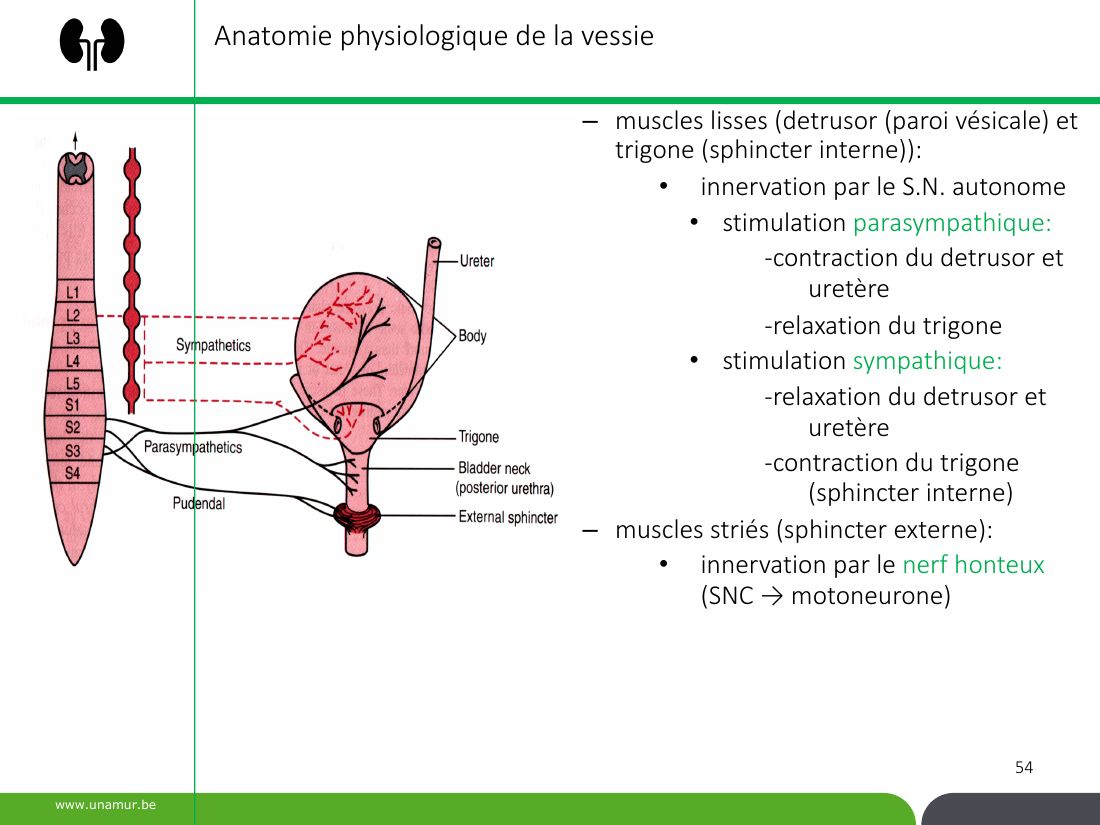 Anatomie physiologique de la vessie
– muscles lisses (detrusor (paroi vésicale) et
trigone (sphincter interne)):
• innervation par le S.N. autonome
• stimulation parasympathique:
-contraction du detrusor et
uretère
-relaxation du trigone
• stimulation sympathique:
-relaxation du detrusor et
uretère
-contraction du trigone
(sphincter interne)
– muscles striés (sphincter externe):
• innervation par le nerf honteux
(SNC → motoneurone)
L1
L2
L3
L4
L5
S1
S2
S3
S4
Sympathetics
Parasympathetics
Pudendal
Ureter
Body
Trigone
Bladder neck
(posterior urethra)
External sphincter
54
www.unamur.be